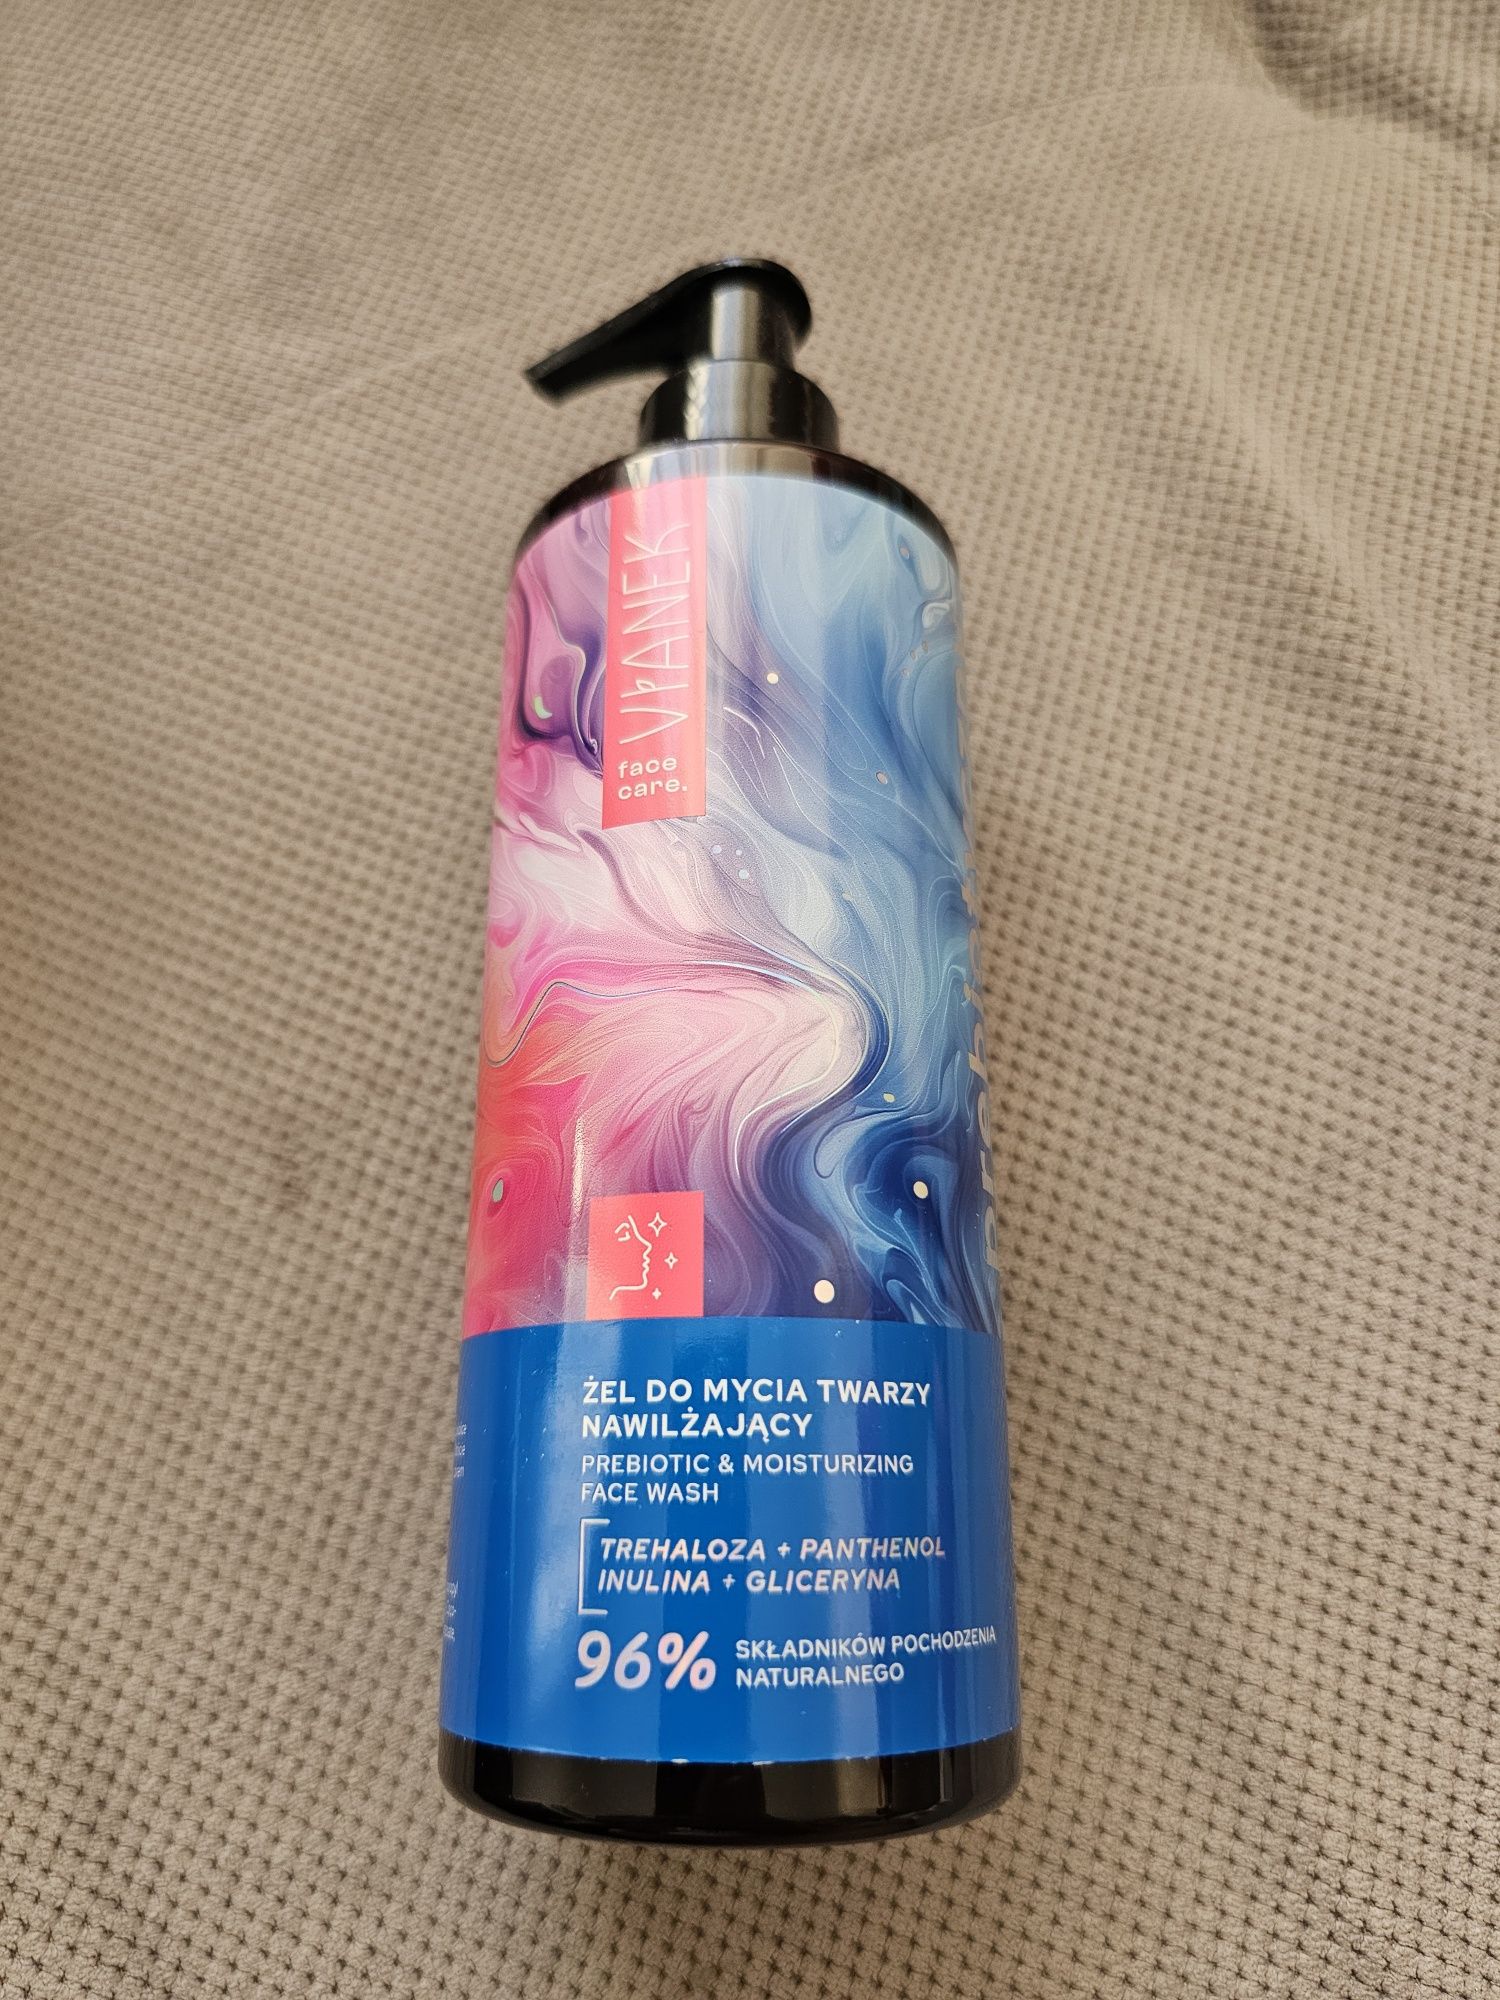 VIANEK
face
care.
ŻEL DO MYCIA TWARZY
NAWILŻAJĄCY
PREBIOTIC & MOISTURIZING
FACE WASH
TREHALOZA + PANTHENOL
INULINA + GLICERYNA
96% SKŁADNIKÓW POCHODZENIA
NATURALNEGO